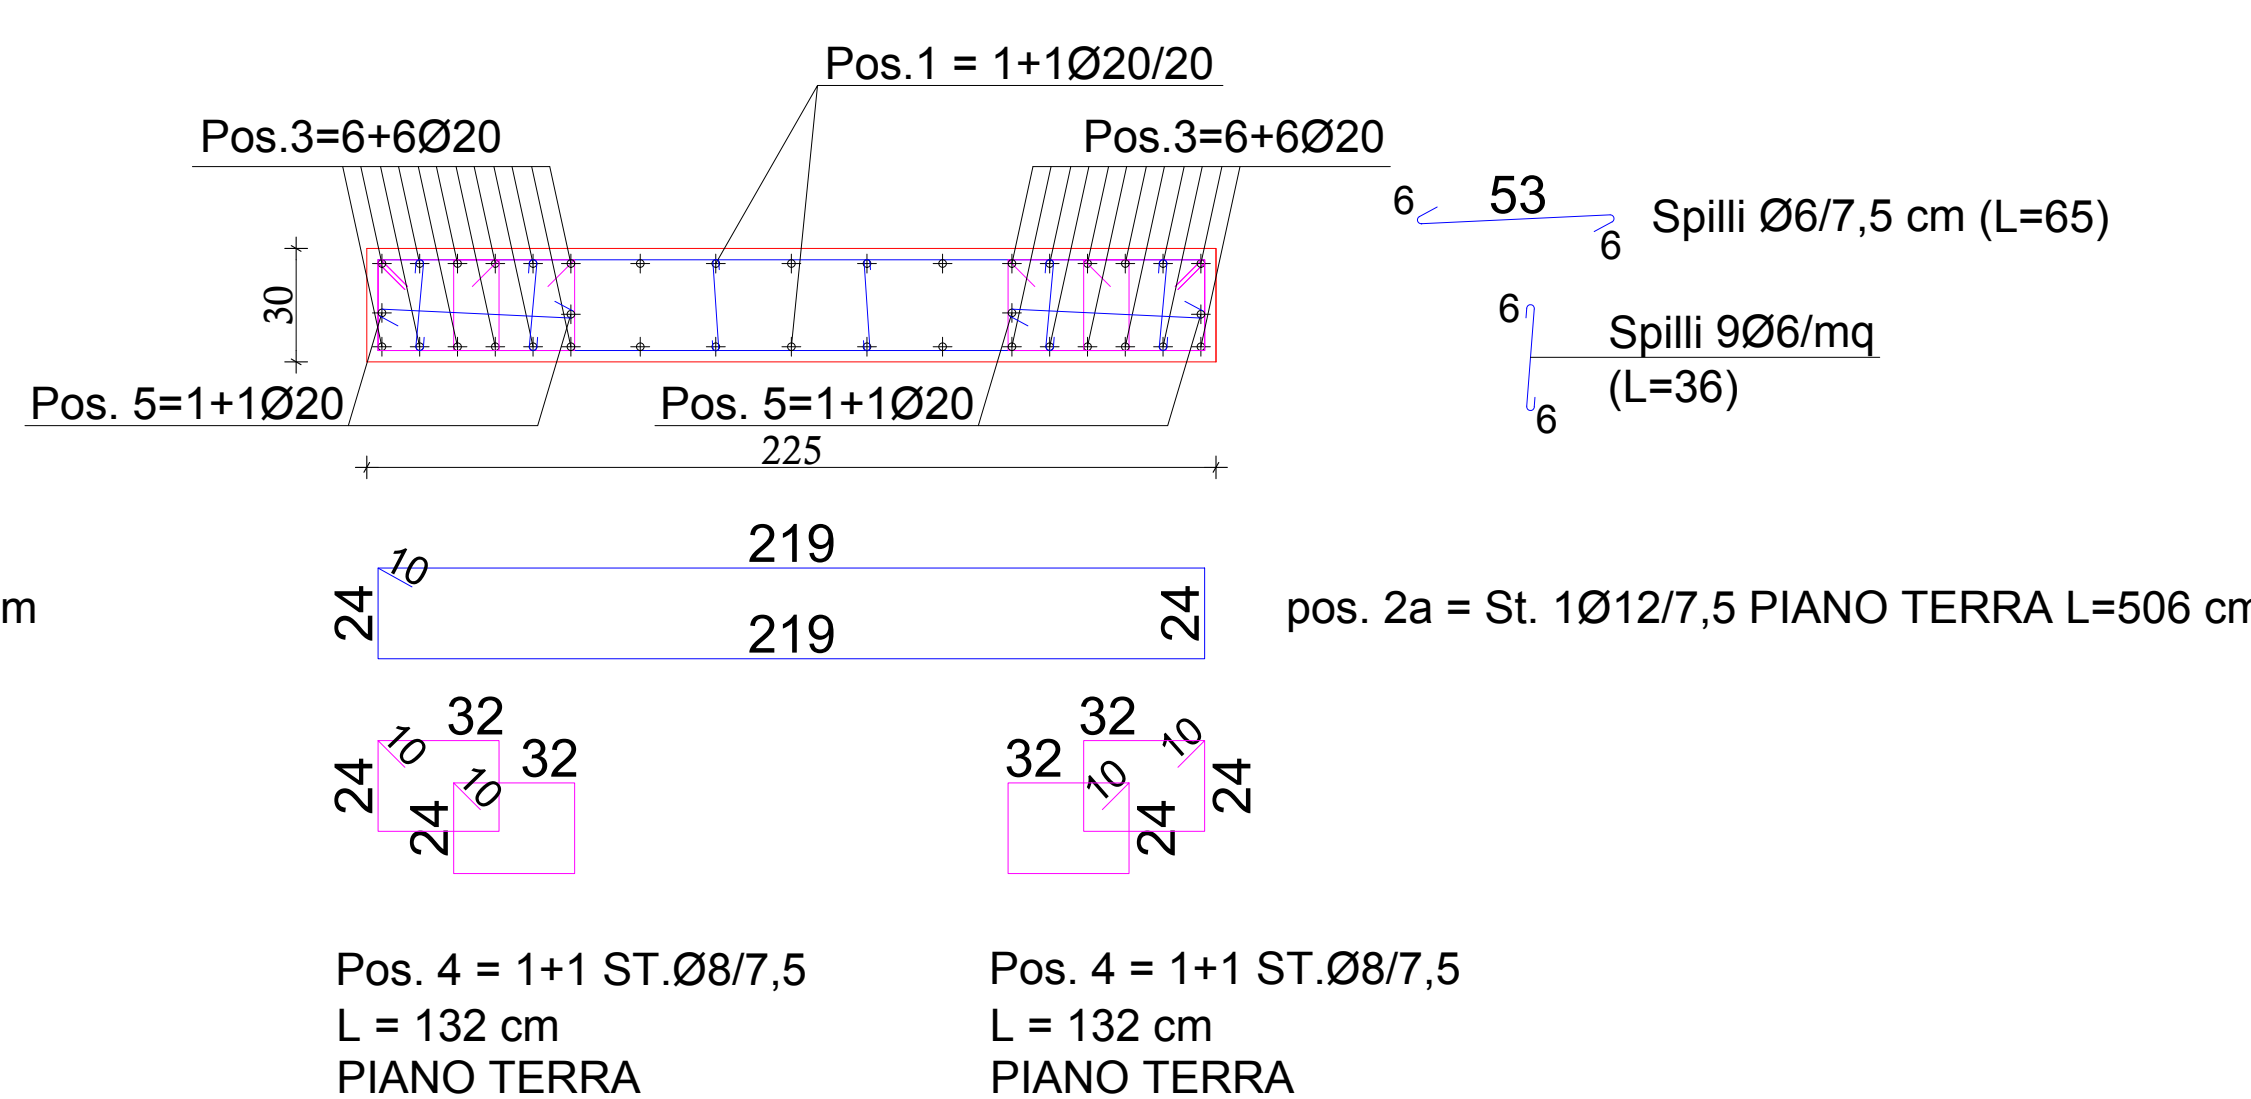 Pos.1 = 1+1Ø20/20
Pos.3=6+6Ø20
Pos.3=6+6Ø20
6
53
6
Spilli Ø6/7,5 cm (L=65)
30
6
6
Spilli 9Ø6/mq
(L=36)
Pos. 5=1+1Ø20
Pos. 5=1+1Ø20
225
m
10
219
24
219
24
pos. 2a = St. 1Ø12/7,5 PIANO TERRA L=506 cm
10
32
24
10
32
24
32
10
32
10
24
24
Pos. 4 = 1+1 ST.Ø8/7,5
L = 132 cm
PIANO TERRA
Pos. 4 = 1+1 ST.Ø8/7,5
L = 132 cm
PIANO TERRA